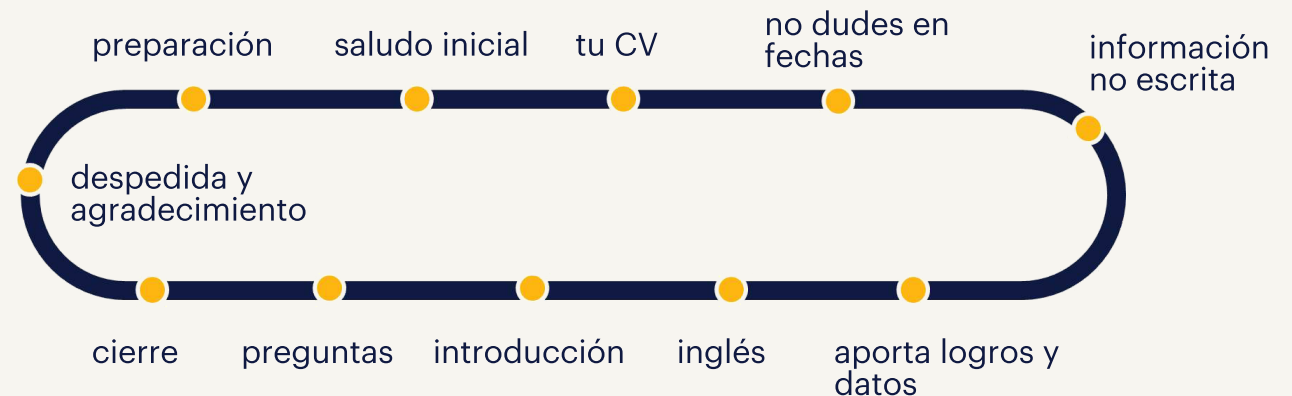 preparación
saludo inicial
tu CV
no dudes en
fechas
información
no escrita
despedida y
agradecimiento
cierre
preguntas
introducción
inglés
aporta logros y
datos